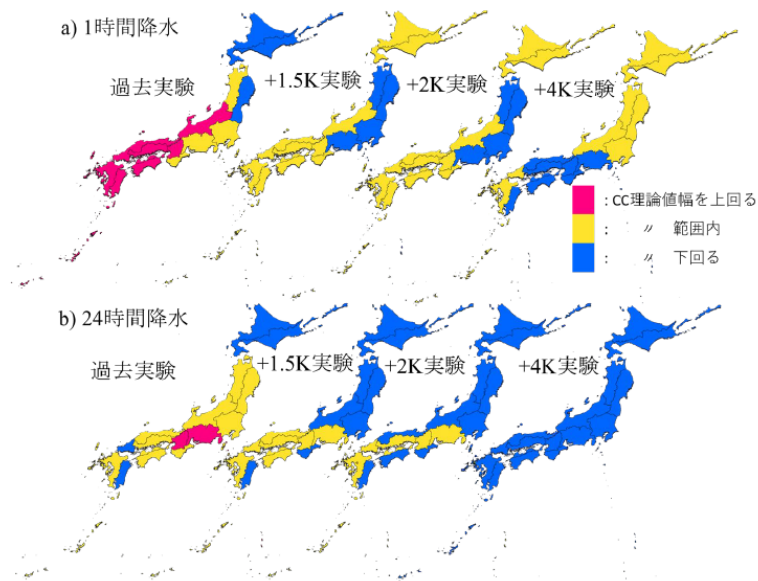 a) 1時間降水
過去実験
+1.5K実験
+2K実験
+4K実験
: CC理論値幅を上回る
: 〃 範囲内
: 〃 下回る
b) 24時間降水
過去実験
+1.5K実験
+2K実験
+4K実験